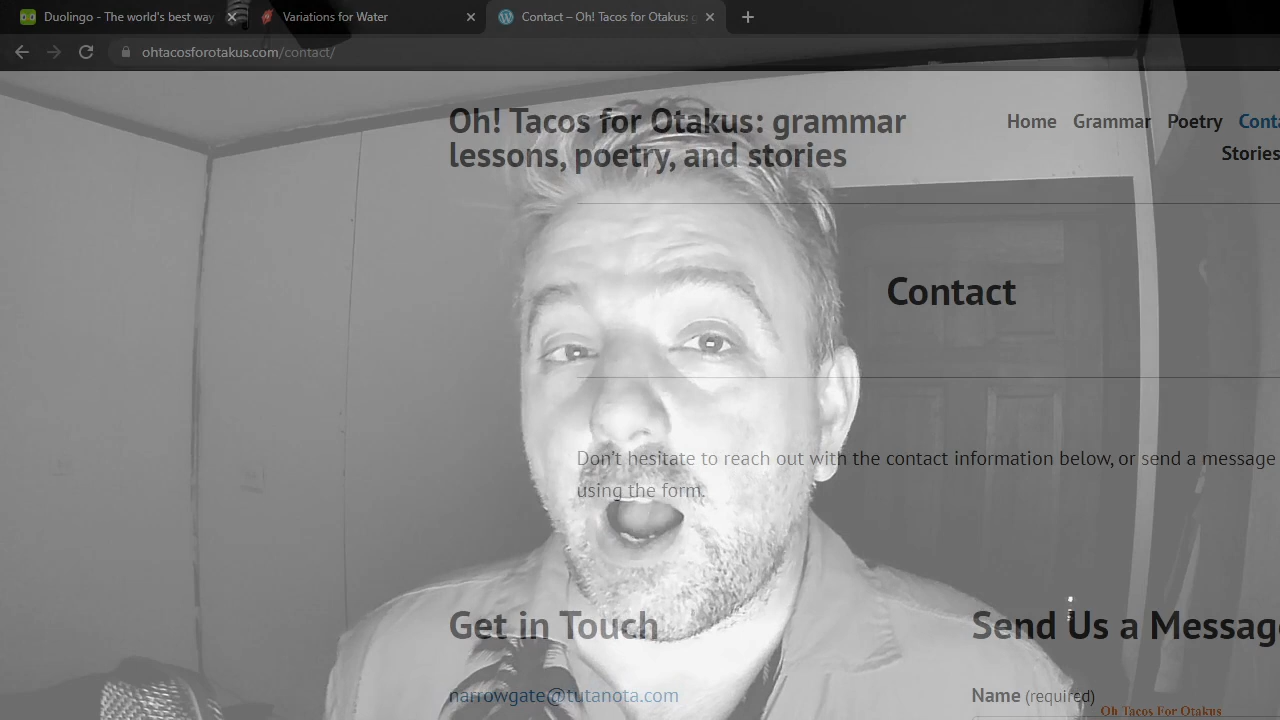 Duolingo - The world's best way
Variations for Water
Contact – Oh! Tacos for Otakus: g
ohtacosforotakus.com/contact/
Oh! Tacos for Otakus: grammar
lessons, poetry, and stories
Home Grammar Poetry Conta
Stories
Contact
Don't hesitate to reach out with the contact information below, or send a message
using the form.
Get in Touch
Send Us a Messag
narrowgate@tutanota.com
Name (required)
Oh Tacos For Otakus